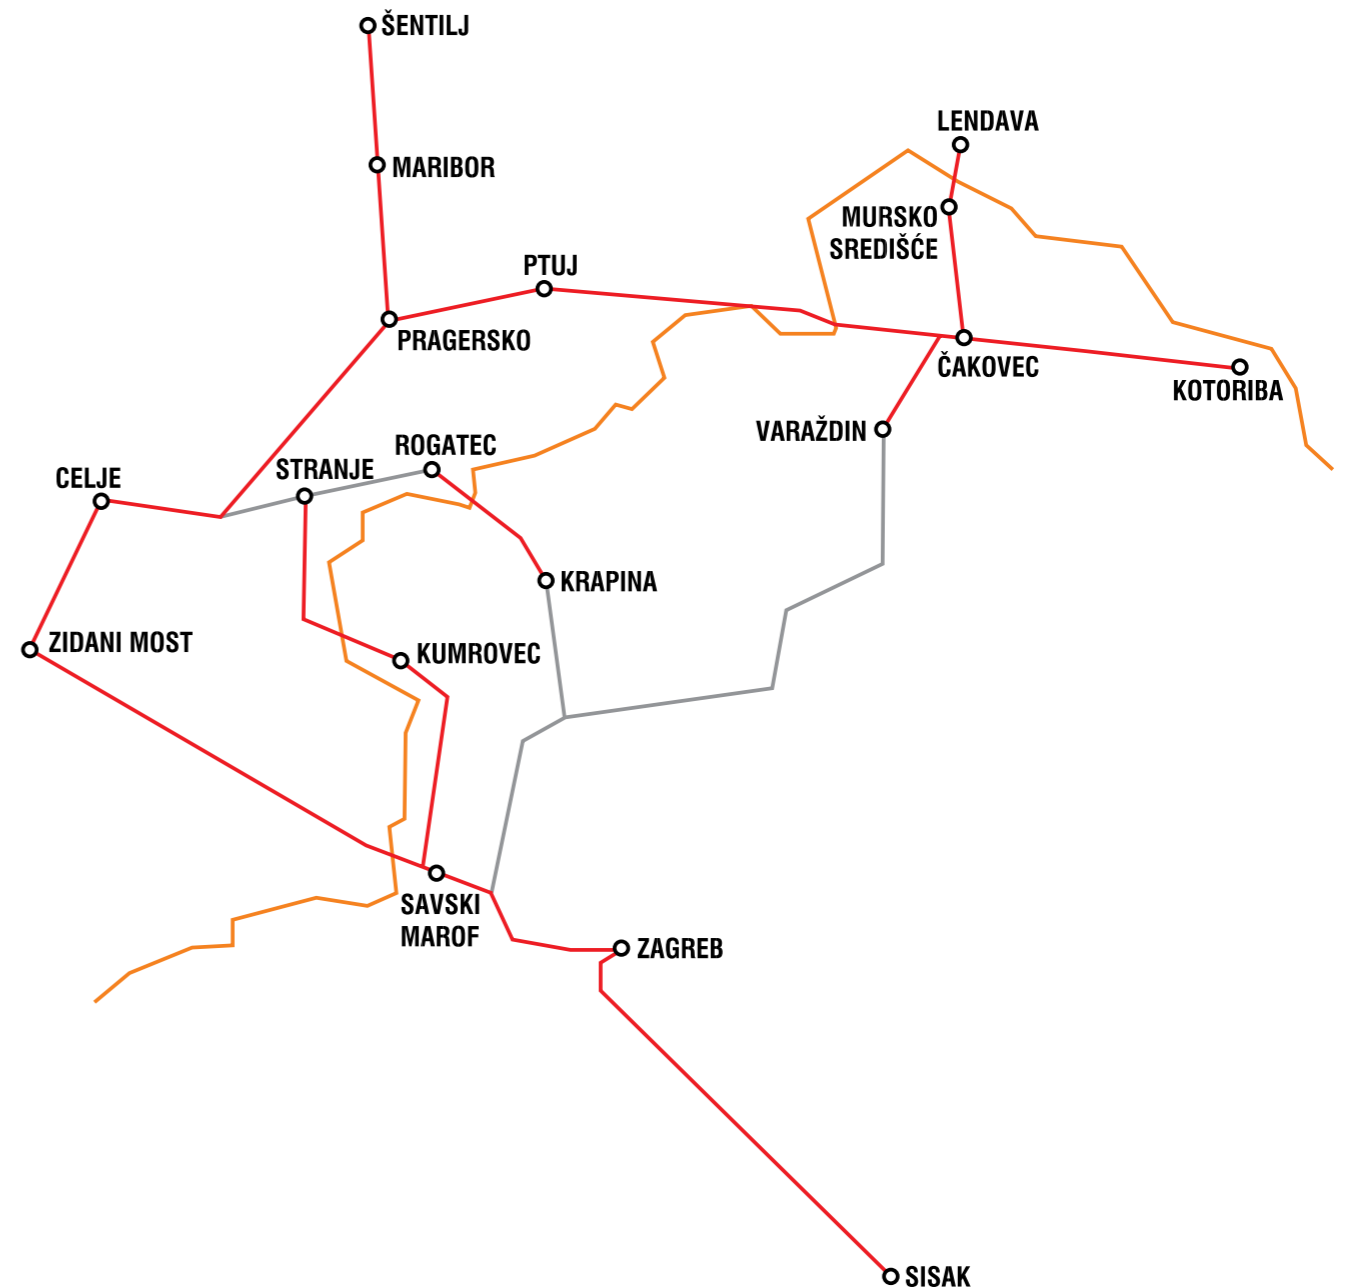 ŠENTILJ
LENDAVA
MARIBOR
MURSKO
SREDIŠĆE
PTUJ
PRAGERSKO
ČAKOVEC
KOTORIBA
VARAŽDIN
ROGATEC
STRANJE
CELJE
KRAPINA
ZIDANI MOST
KUMROVEC
SAVSKI
MAROF
ZAGREB
SISAK